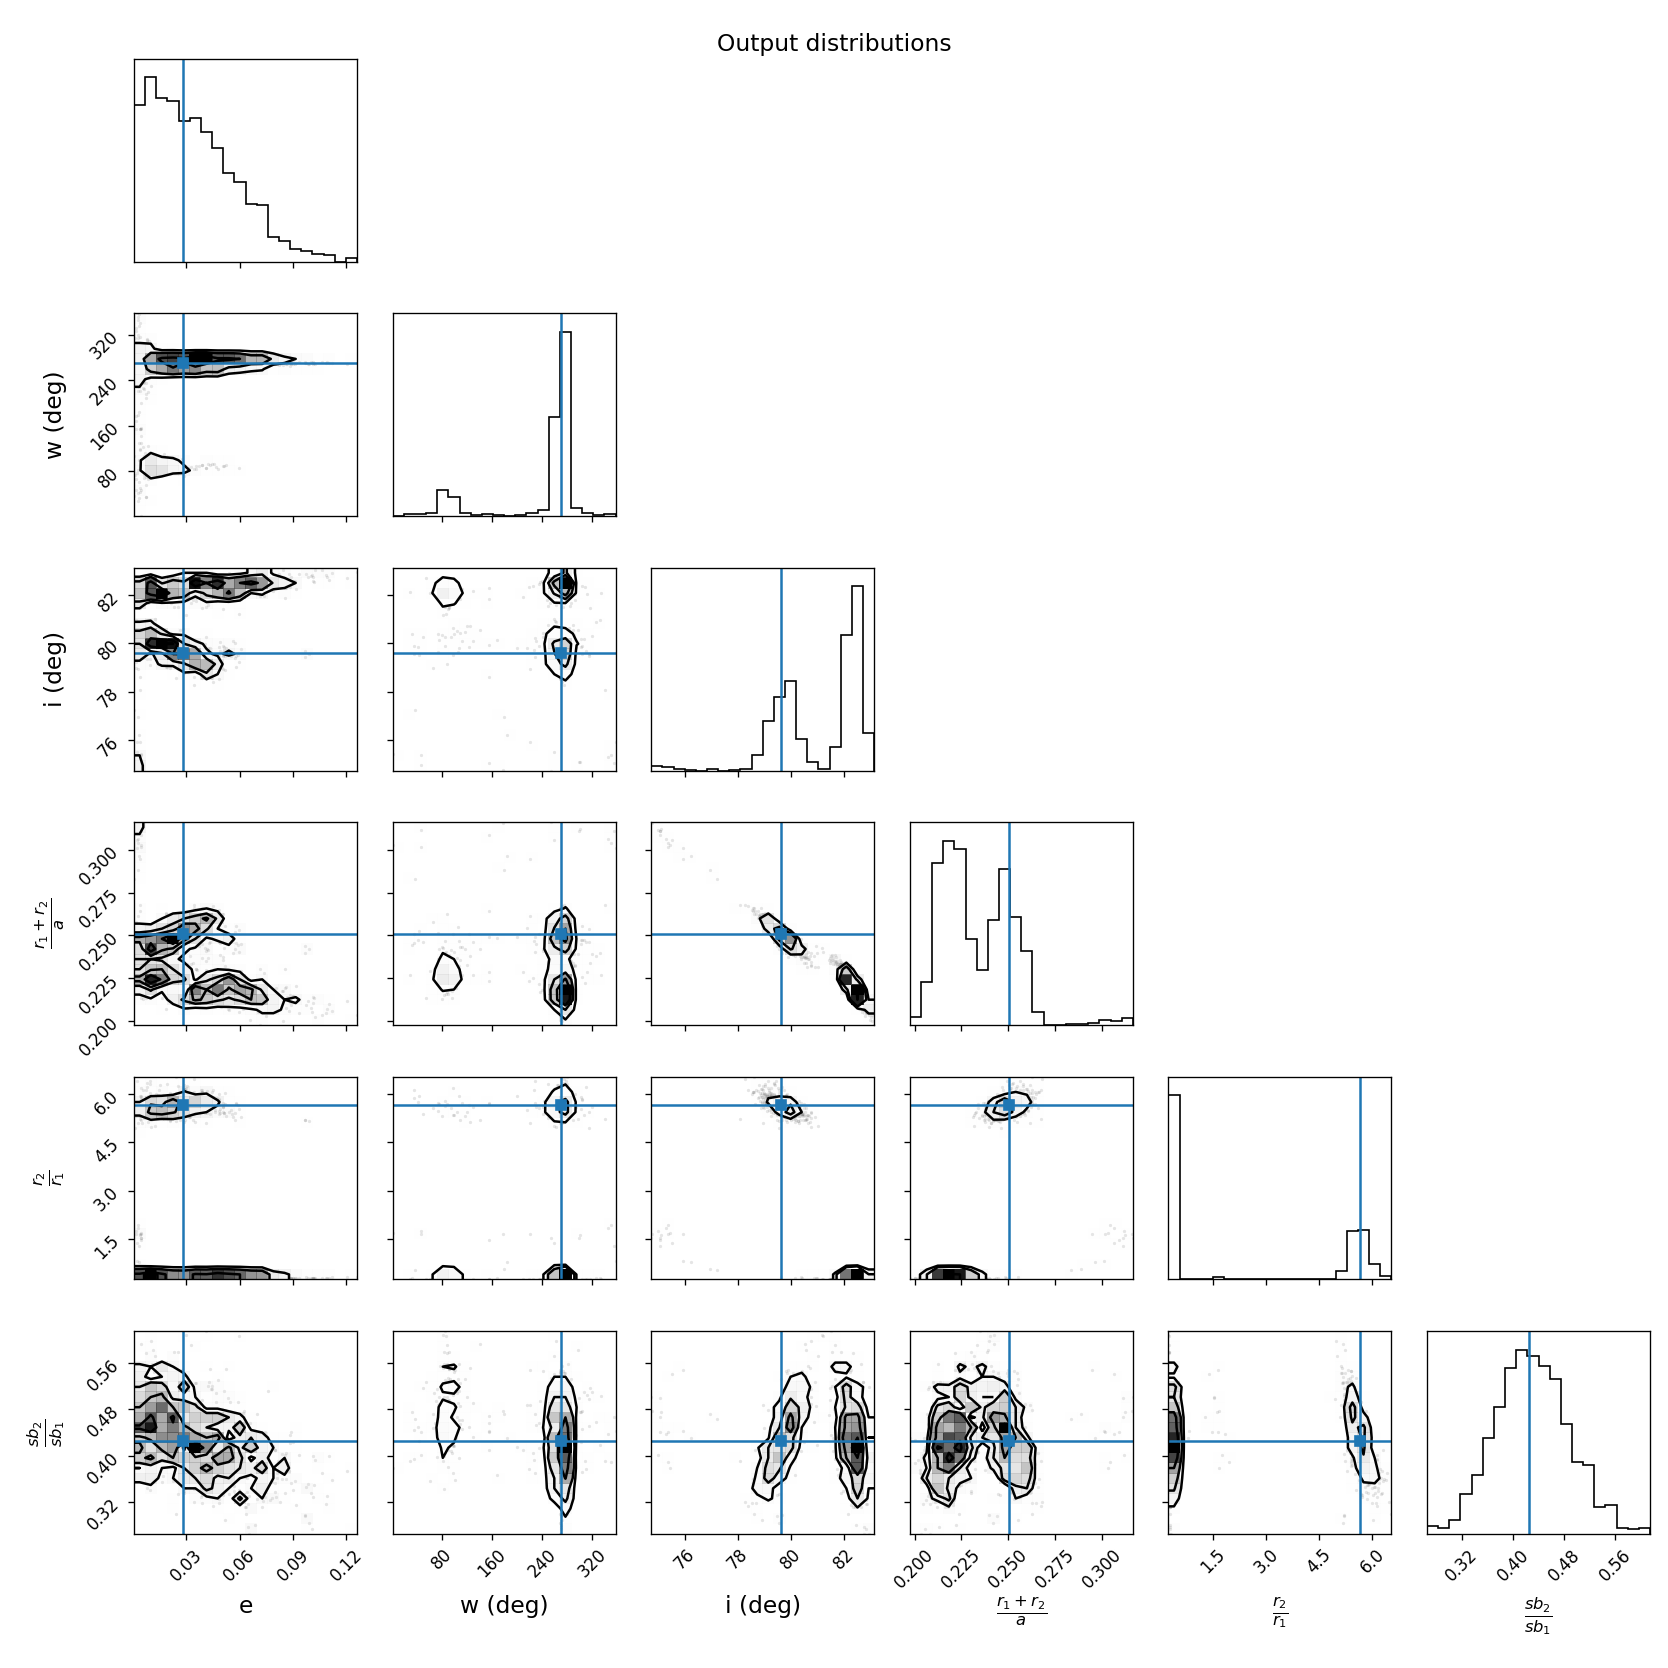 Output distributions
w (deg)
320
240
160
80
i (deg)
82
80
78
76
r₁ + r₂
a
0.300
0.275
0.250
0.225
0.200
r₂
r₁
6.0
4.5
3.0
1.5
sb₂
sb₁
0.56
0.48
0.40
0.32
0.03 0.06 0.09 0.12 80 160 240 320 76 78 80 82 0.200 0.225 0.250 0.275 0.300 1.5 3.0 4.5 6.0 0.32 0.40 0.48 0.56
e w (deg) i (deg) r₁ + r₂ r₂ sb₂
a r₁ sb₁